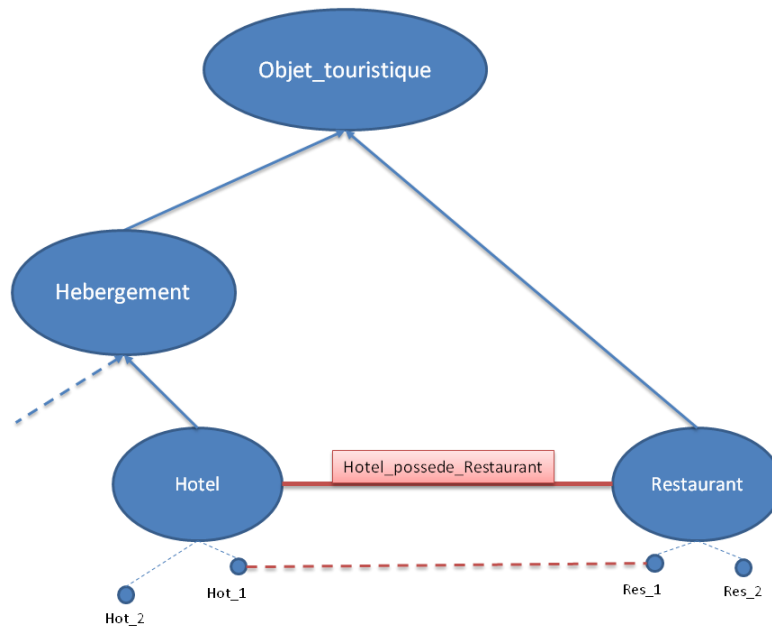 Objet_touristique
Hebergement
Hotel_possede_Restaurant
Hotel
Restaurant
Hot_1
Res_1
Res_2
Hot_2